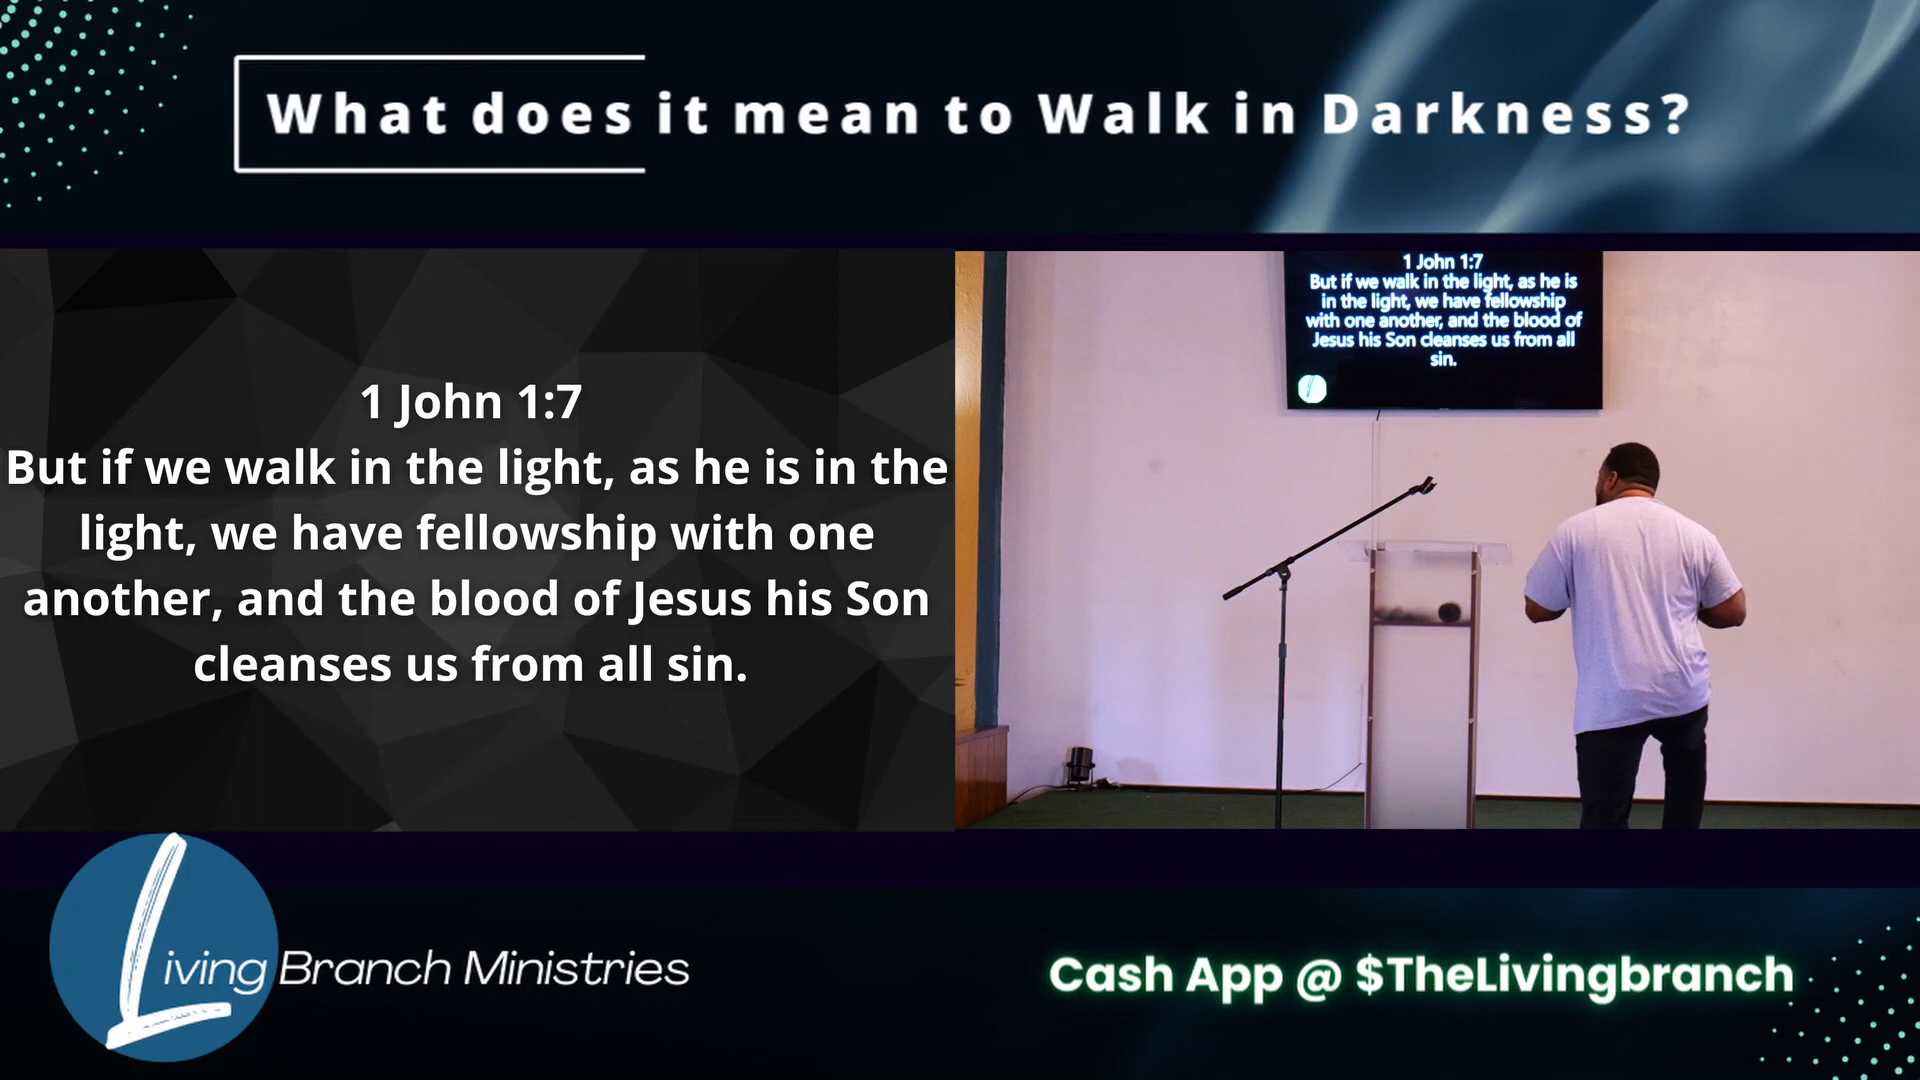 What does it mean to Walk in Darkness?
1 John 1:7
But if we walk in the light, as he is in the
light, we have fellowship with one
another, and the blood of Jesus his Son
cleanses us from all sin.
1 John 1:7
But if we walk in the light, as he is
in the light, we have fellowship
with one another, and the blood of
Jesus his Son cleanses us from all
sin.
Living Branch Ministries
Cash App @ $TheLivingbranch